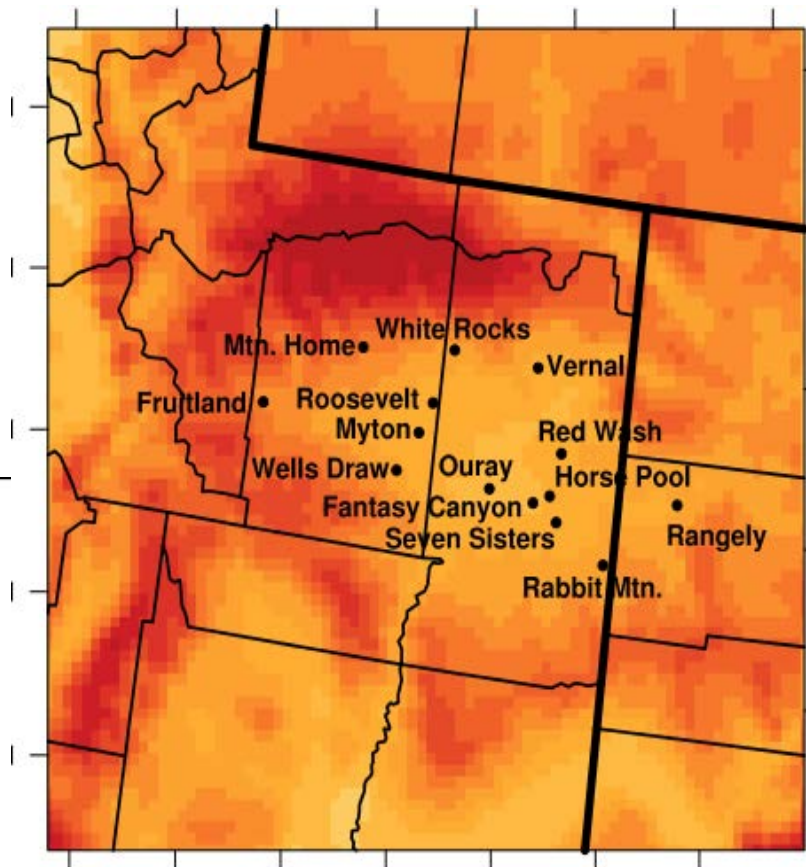 White Rocks
Mtn. Home
Vernal
Fruitland
Roosevelt
Myton
Red Wash
Wells Draw
Ouray
Horse Pool
Fantasy Canyon
Seven Sisters
Rangely
Rabbit Mtn.